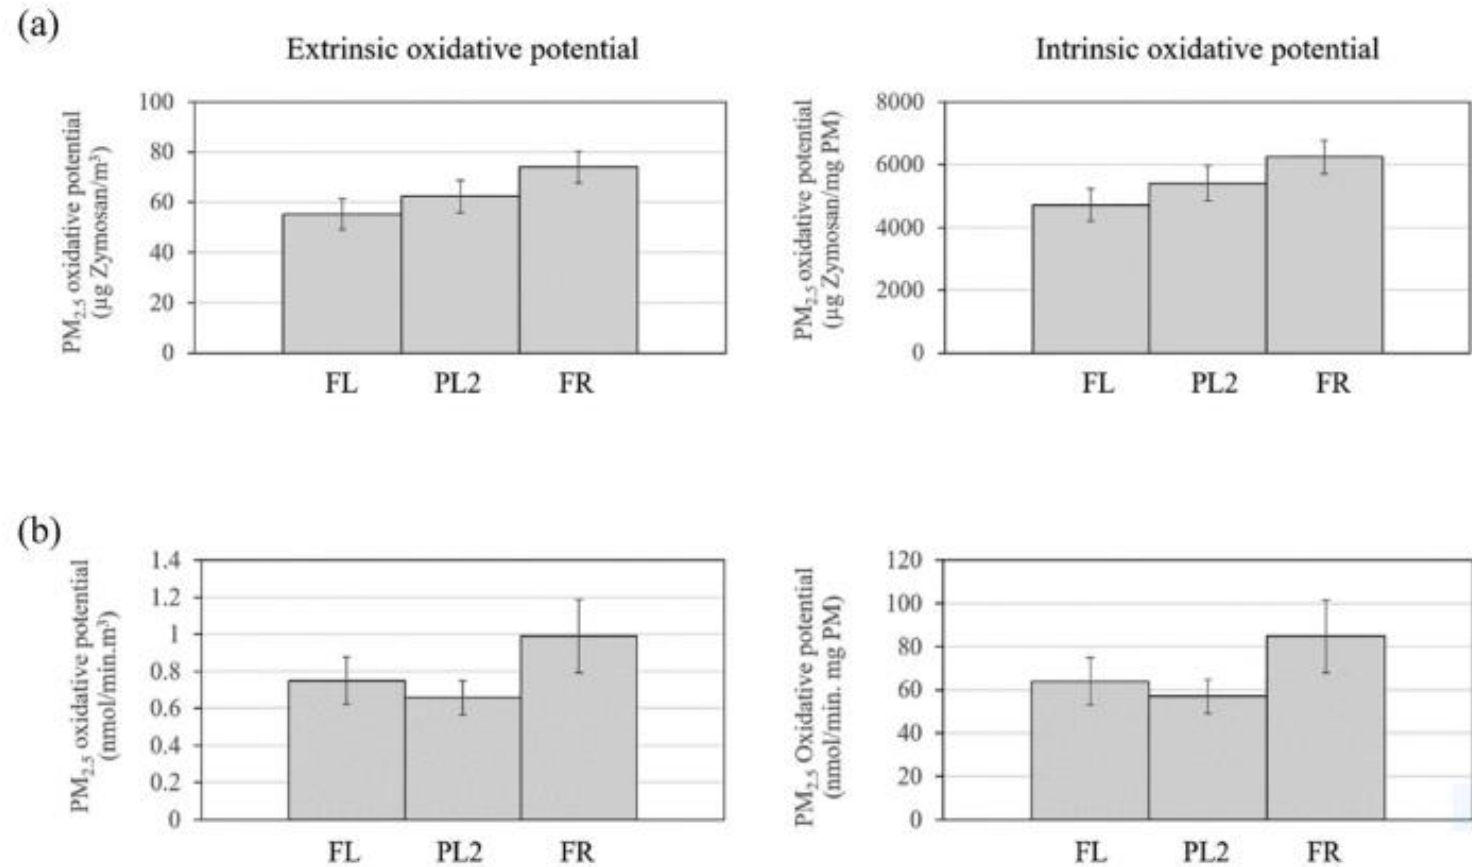 (a)
Extrinsic oxidative potential
PM₂.₅ oxidative potential
(µg Zymosan/m³)
100
80
60
40
20
0
FL PL2 FR
Intrinsic oxidative potential
PM₂.₅ oxidative potential
(µg Zymosan/mg PM)
8000
6000
4000
2000
0
FL PL2 FR
(b)
PM₂.₅ oxidative potential
(nmol/min.m³)
1.4
1.2
1
0.8
0.6
0.4
0.2
0
FL PL2 FR
PM₂.₅ Oxidative potential
(nmol/min. mg PM)
120
100
80
60
40
20
0
FL PL2 FR